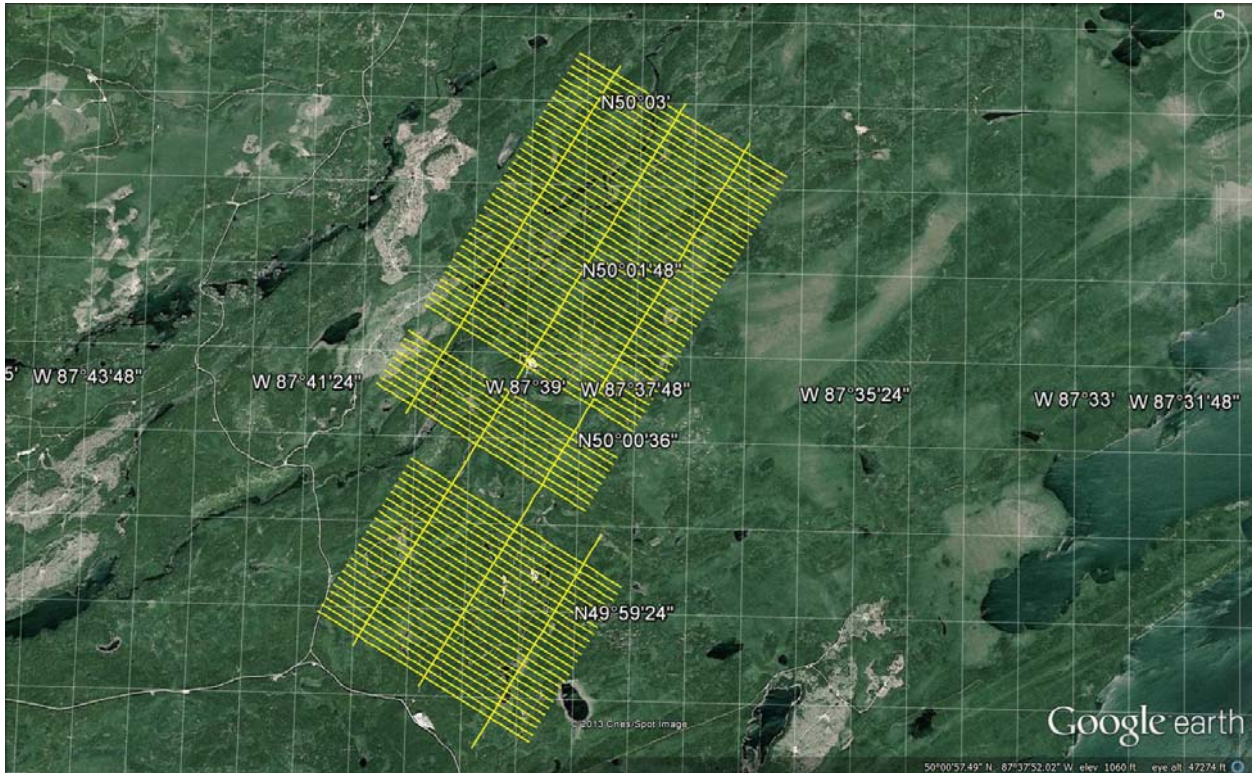 N
N50°03'
N50°01'48"
5'
W 87°43'48"
W 87°41'24"
W 87°39'
W 87°37'48"
W 87°35'24"
W 87°33'
W 87°31'48"
N50°00'36"
N49°59'24"
© 2013 Cnes/Spot Image
Google earth
50°00'57.49" N 87°37'52.02" W elev 1060 ft eye alt 47274 ft